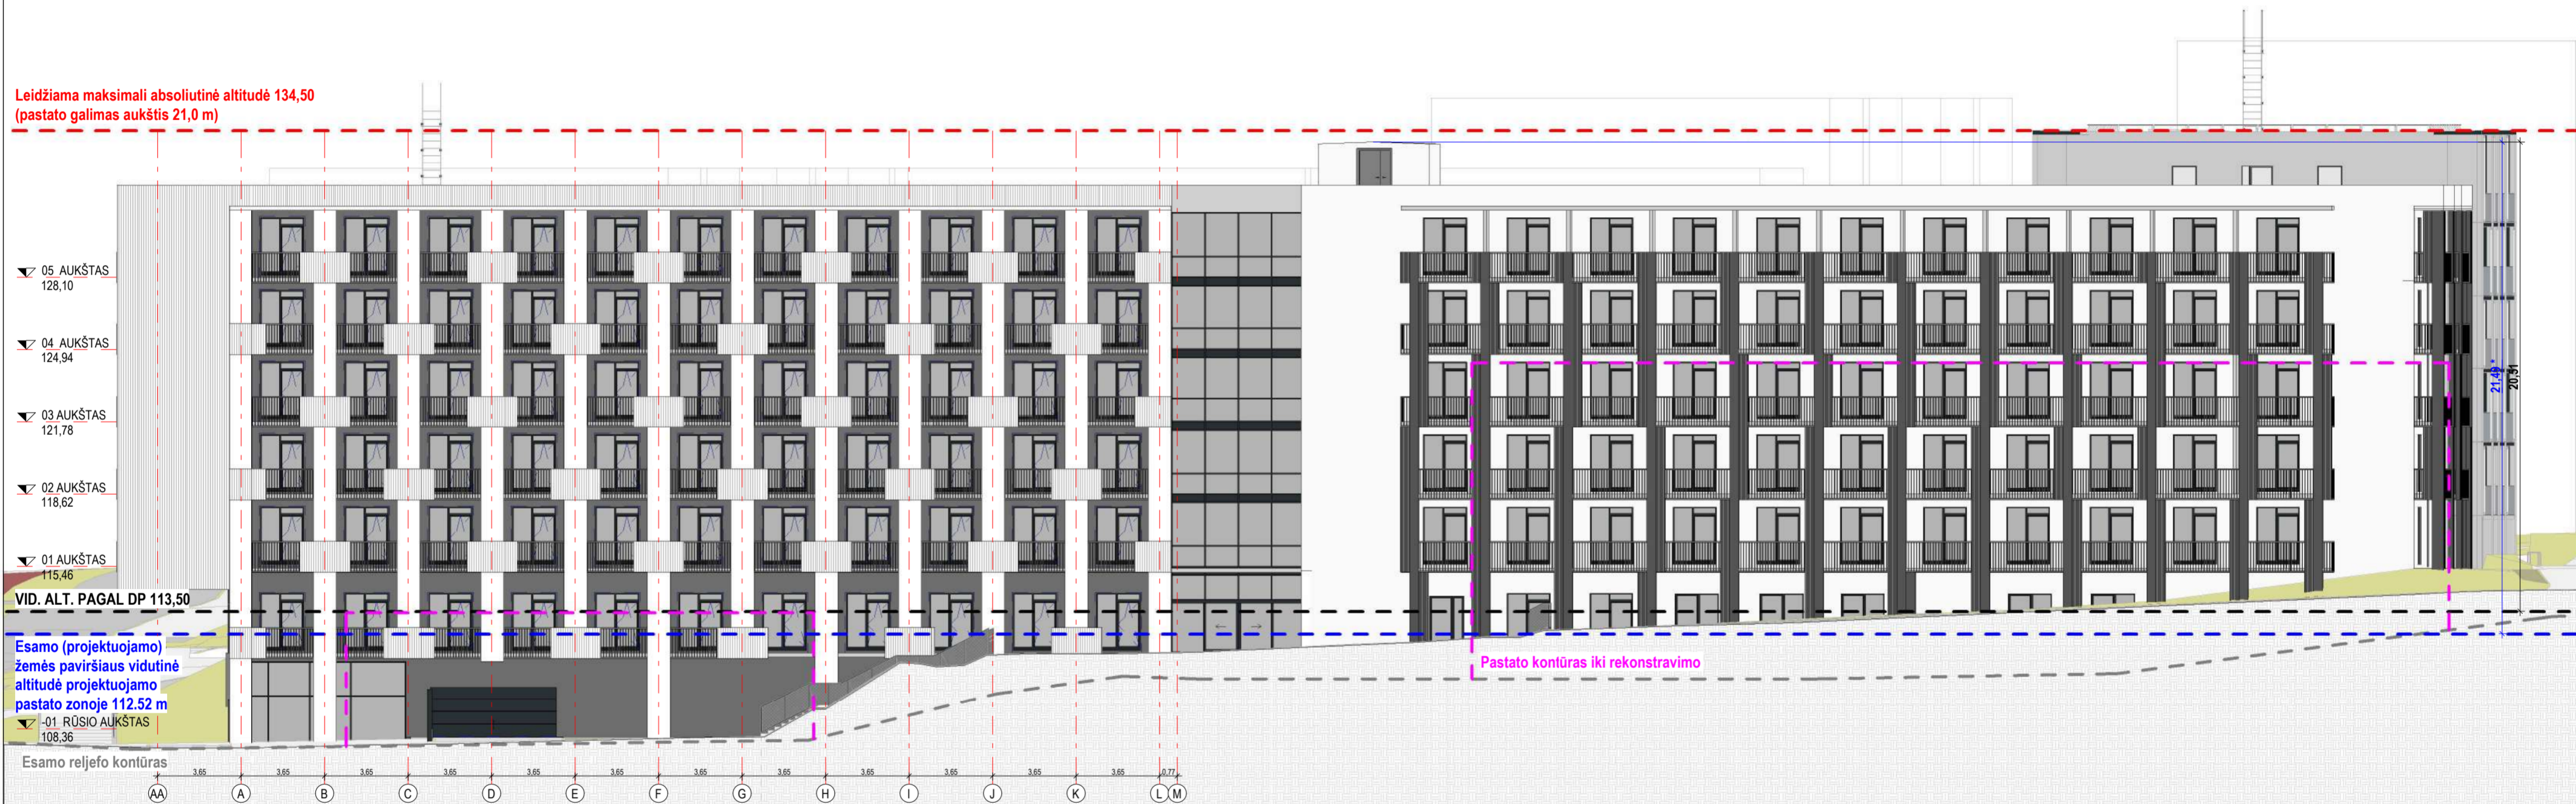 Leidžiama maksimali absoliutinė altitudė 134,50
(pastato galimas aukštis 21,0 m)
05 AUKŠTAS
128,10
04 AUKŠTAS
124,94
03 AUKŠTAS
121,78
02 AUKŠTAS
118,62
01 AUKŠTAS
115,46
VID. ALT. PAGAL DP 113,50
Esamo (projektuojamo)
žemės paviršiaus vidutinė
altitudė projektuojamo
pastato zonoje 112.52 m
-01 RŪSIO AUKŠTAS
108,36
Esamo reljefo kontūras
Pastato kontūras iki rekonstravimo
21,49 *
20,51
3,65 3,65 3,65 3,65 3,65 3,65 3,65 3,65 3,65 3,65 3,65 3,65 0,77
AA A B C D E F G H I J K L M